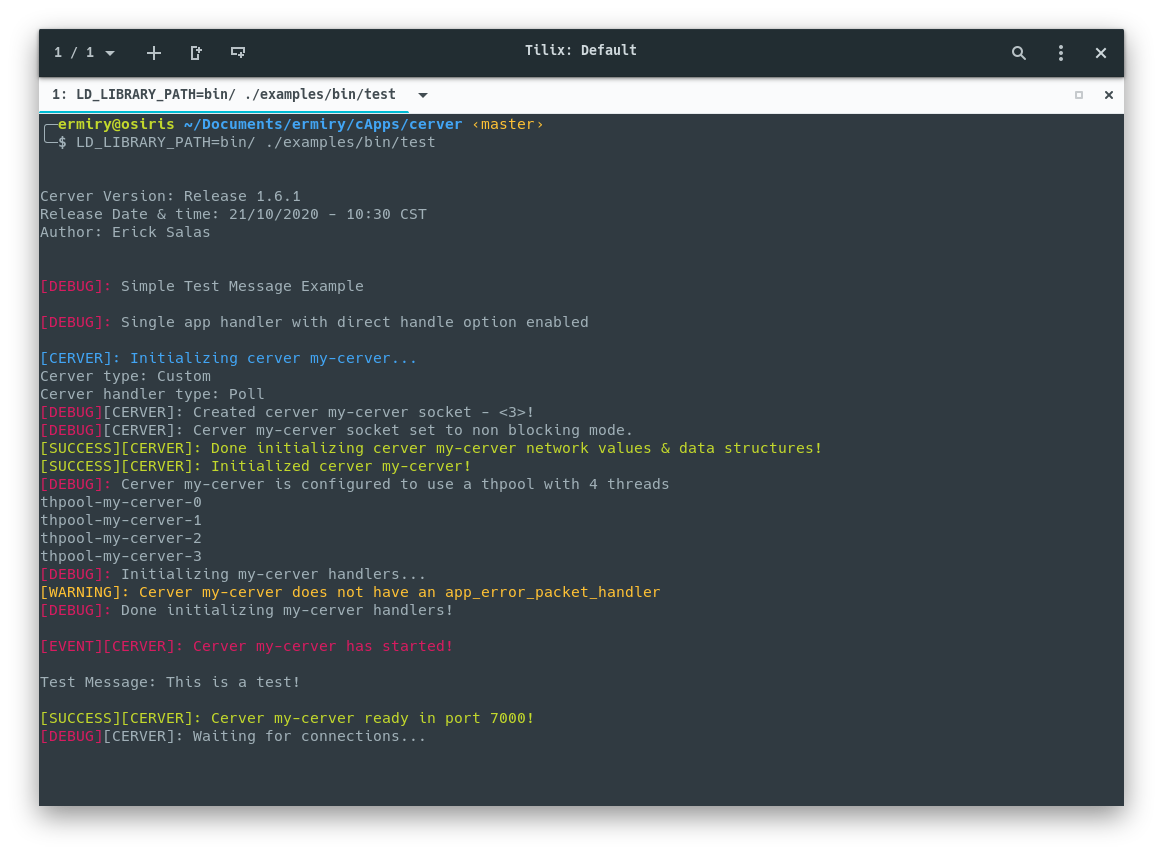 1 / 1
Tilix: Default
1: LD_LIBRARY_PATH=bin/ ./examples/bin/test
ermiry@osiris ~/Documents/ermiry/cApps/cerver ‹master›
$ LD_LIBRARY_PATH=bin/ ./examples/bin/test
Cerver Version: Release 1.6.1
Release Date & time: 21/10/2020 - 10:30 CST
Author: Erick Salas
[DEBUG]: Simple Test Message Example
[DEBUG]: Single app handler with direct handle option enabled
[CERVER]: Initializing cerver my-cerver...
Cerver type: Custom
Cerver handler type: Poll
[DEBUG][CERVER]: Created cerver my-cerver socket - <3>!
[DEBUG][CERVER]: Cerver my-cerver socket set to non blocking mode.
[SUCCESS][CERVER]: Done initializing cerver my-cerver network values & data structures!
[SUCCESS][CERVER]: Initialized cerver my-cerver!
[DEBUG]: Cerver my-cerver is configured to use a thpool with 4 threads
thpool-my-cerver-0
thpool-my-cerver-1
thpool-my-cerver-2
thpool-my-cerver-3
[DEBUG]: Initializing my-cerver handlers...
[WARNING]: Cerver my-cerver does not have an app_error_packet_handler
[DEBUG]: Done initializing my-cerver handlers!
[EVENT][CERVER]: Cerver my-cerver has started!
Test Message: This is a test!
[SUCCESS][CERVER]: Cerver my-cerver ready in port 7000!
[DEBUG][CERVER]: Waiting for connections...